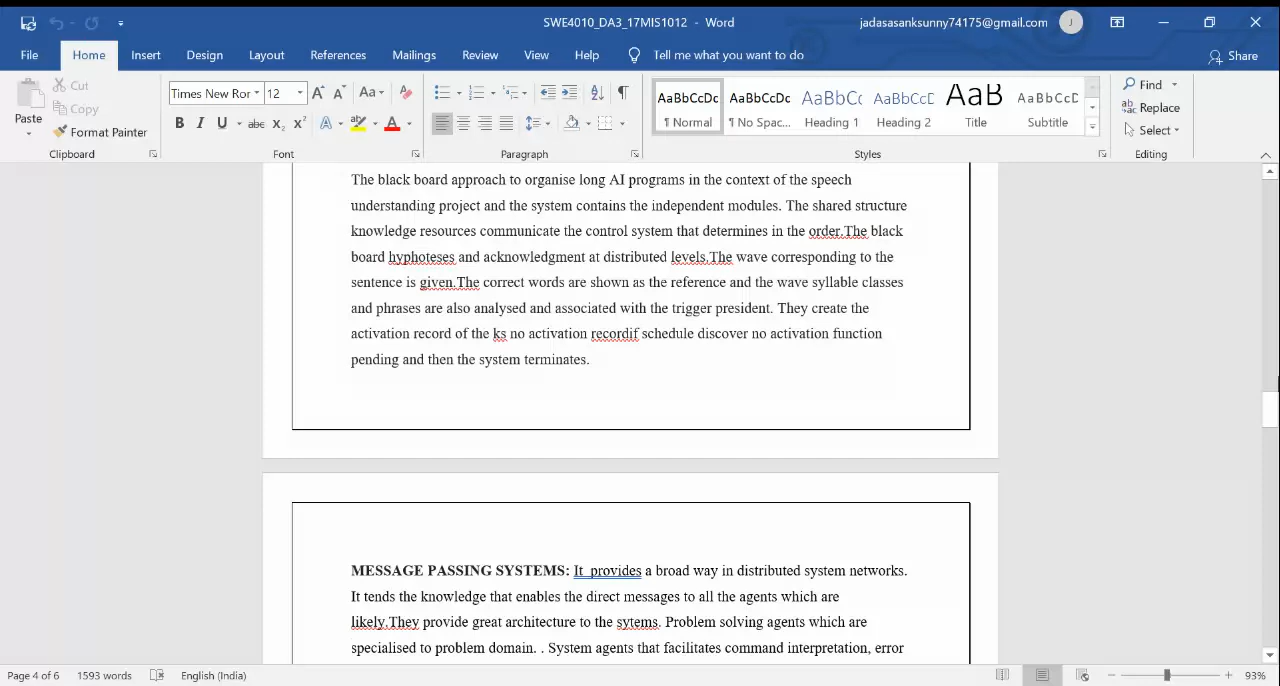 SWE4010_DA3_17MIS1012 - Word
jadasasanksunny74175@gmail.com
J
File Home Insert Design Layout References Mailings Review View Help Tell me what you want to do Share
Paste
Cut
Copy
Format Painter
Clipboard
Times New Ror 12
Aa
B I U abc X₂ X² A ab A
Font
Paragraph
AaBbCcDc AaBbCcDc AaBbCc AaBbCcD AaB AaBbCcD
¶ Normal ¶ No Spac... Heading 1 Heading 2 Title Subtitle
Styles
Find
Replace
Select
Editing
The black board approach to organise long AI programs in the context of the speech
understanding project and the system contains the independent modules. The shared structure
knowledge resources communicate the control system that determines in the order.The black
board hyphoteses and acknowledgment at distributed levels.The wave corresponding to the
sentence is given.The correct words are shown as the reference and the wave syllable classes
and phrases are also analysed and associated with the trigger president. They create the
activation record of the ks no activation recordif schedule discover no activation function
pending and then the system terminates.
MESSAGE PASSING SYSTEMS: It  provides a broad way in distributed system networks.
It tends the knowledge that enables the direct messages to all the agents which are
likely.They provide great architecture to the sytems. Problem solving agents which are
specialised to problem domain. . System agents that facilitates command interpretation, error
Page 4 of 6 1593 words English (India) 93%